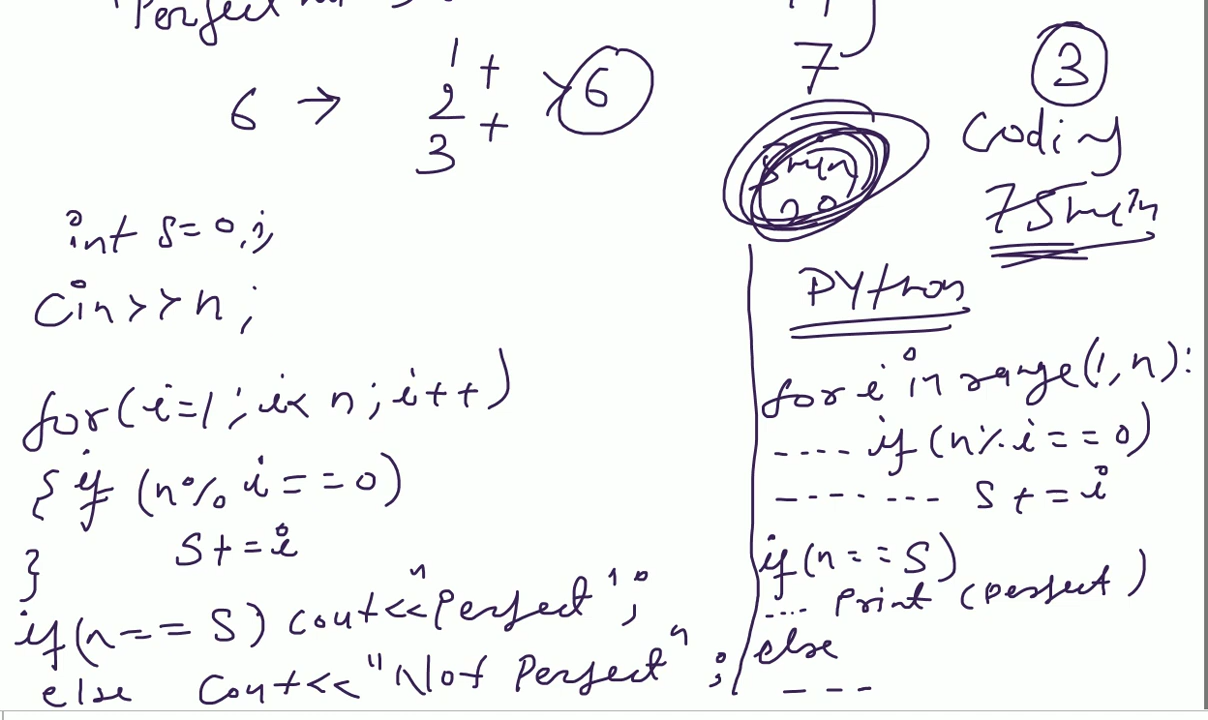 "Perfect
6 → 1 +
2 +
3
6
int s=0,i,
Cin>>n ;
for(i=1 ; i< n ; i++)
{ if (n% i = = 0)
S+=i
}
if(n== S) cout<<"Perfect";
else Cout<<"Not Perfect" ;
7
20
3
Coding
75min
PYthon
for i in range(1, n):
---- if (n%i==0)
-------- S+=i
if(n==S)
---- Print (perfect)
else
---